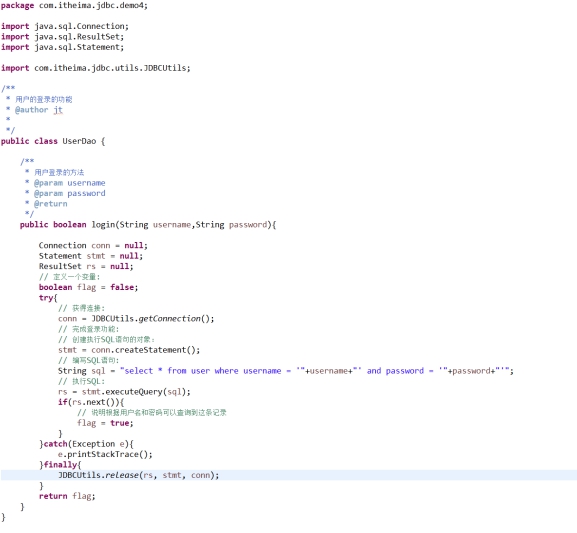 package com.itheima.jdbc.demo4;
import java.sql.Connection;
import java.sql.ResultSet;
import java.sql.Statement;
import com.itheima.jdbc.utils.JDBCUtils;
/**
 * 用户的登录的功能
 * @author jt
 *
 */
public class UserDao {
    /**
     * 用户登录的方法
     * @param username
     * @param password
     * @return
     */
    public boolean login(String username,String password){
        Connection conn = null;
        Statement stmt = null;
        ResultSet rs = null;
        // 定义一个变量:
        boolean flag = false;
        try{
            // 获得连接:
            conn = JDBCUtils.getConnection();
            // 完成登录功能:
            // 创建执行SQL语句的对象:
            stmt = conn.createStatement();
            // 编写SQL语句:
            String sql = "select * from user where username = '"+username+"' and password = '"+password+"'";
            // 执行SQL:
            rs = stmt.executeQuery(sql);
            if(rs.next()){
                // 说明根据用户名和密码可以查询到这条记录
                flag = true;
            }
        }catch(Exception e){
            e.printStackTrace();
        }finally{
            JDBCUtils.release(rs, stmt, conn);
        }
        return flag;
    }
}